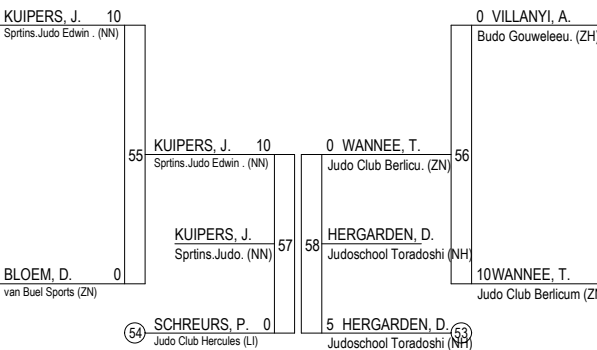 KUIPERS, J. 10
Sprtins.Judo Edwin . (NN)
0 VILLANYI, A.
Budo Gouweleeu. (ZH)
55
KUIPERS, J. 10
Sprtins.Judo Edwin . (NN)
0 WANNEE, T.
Judo Club Berlicu. (ZN)
56
KUIPERS, J.
Sprtins.Judo. (NN)
57
58
HERGARDEN, D.
Judoschool Toradoshi (NH)
BLOEM, D. 0
van Buel Sports (ZN)
10WANNEE, T.
Judo Club Berlicum (ZN
54
SCHREURS, P. 0
Judo Club Hercules (LI)
5 HERGARDEN, D.
Judoschool Toradoshi (NH)
53